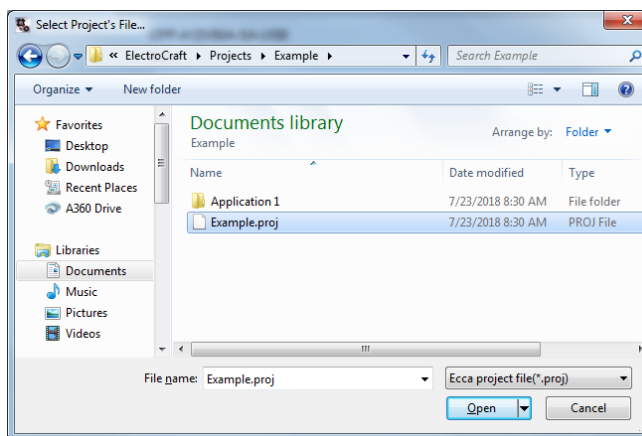 Select Project's File...
« ElectroCraft ▸ Projects ▸ Example ▸
Search Example
Organize ▾ New folder
Favorites
Desktop
Downloads
Recent Places
A360 Drive
Libraries
Documents
Music
Pictures
Videos
Documents library
Example
Arrange by: Folder ▾
Name Date modified Type
Application 1 7/23/2018 8:30 AM File folder
Example.proj 7/23/2018 8:30 AM PROJ File
File name: Example.proj
Ecca project file(*.proj)
Open Cancel